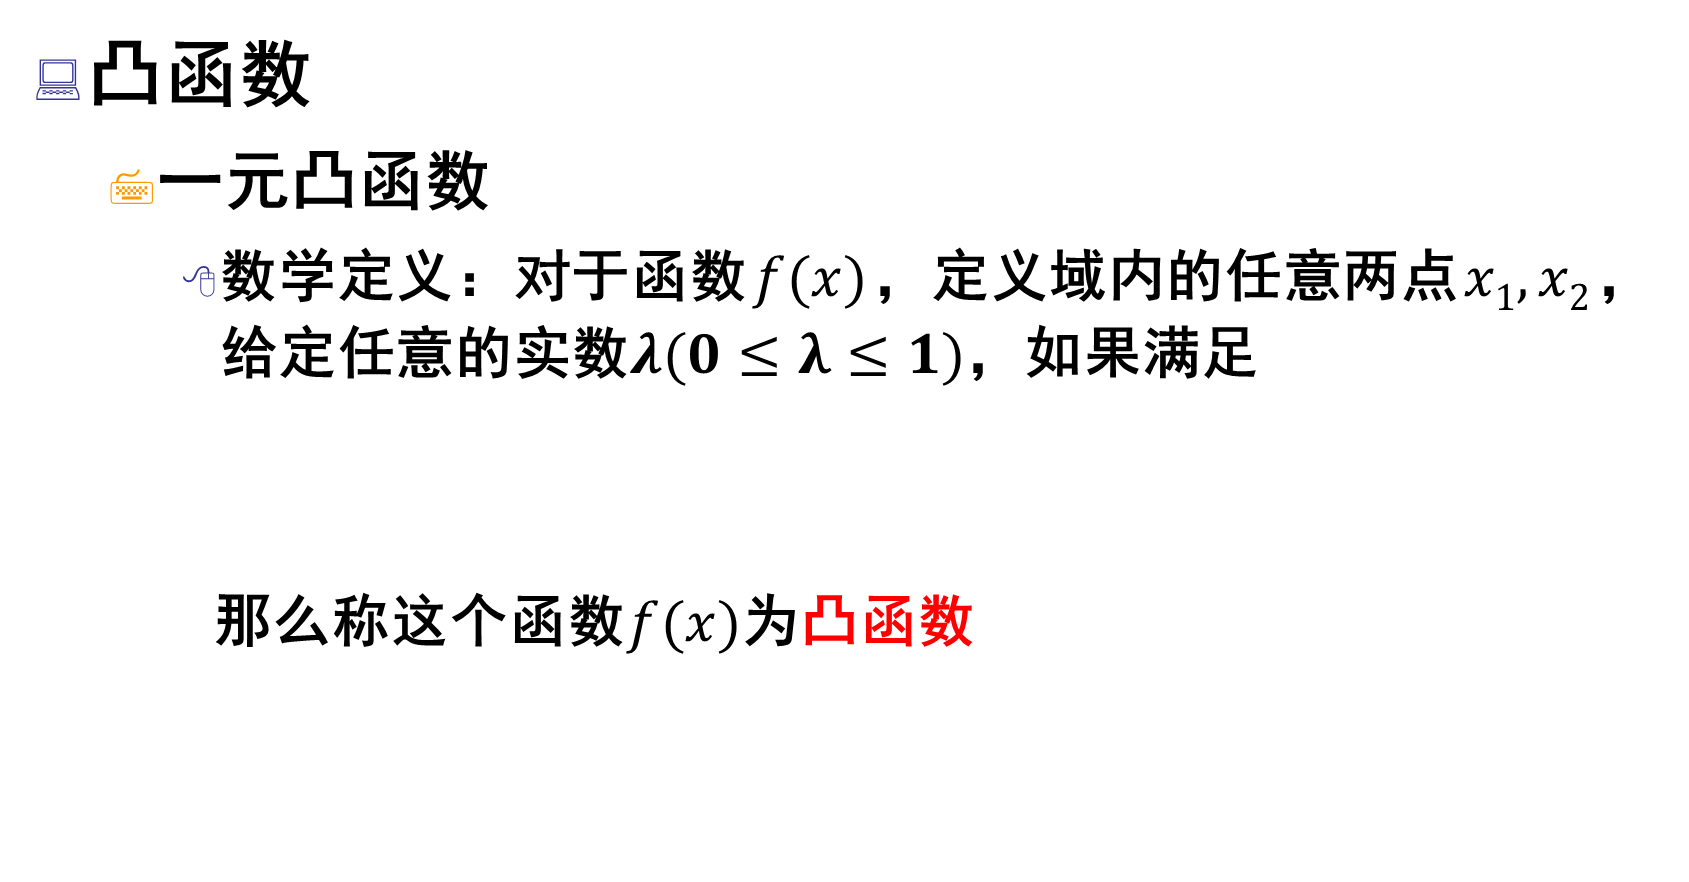 凸函数
一元凸函数
数学定义：对于函数f(x)，定义域内的任意两点x₁, x₂，
给定任意的实数λ(0 ≤ λ ≤ 1)，如果满足
那么称这个函数f(x)为凸函数